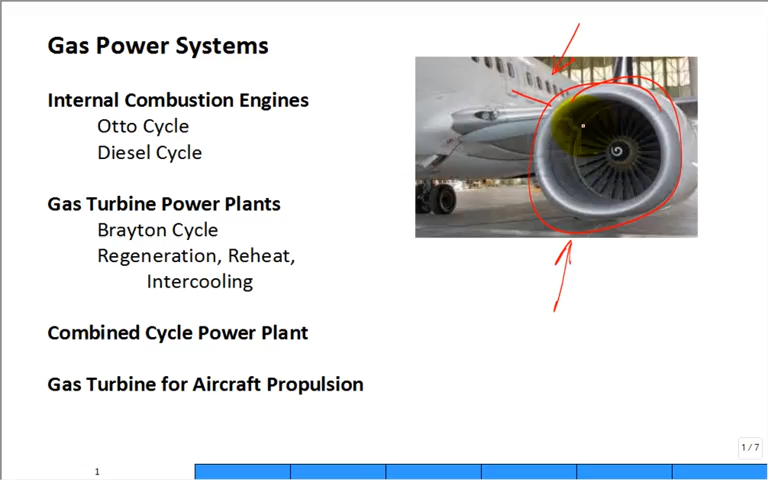 Gas Power Systems
Internal Combustion Engines
Otto Cycle
Diesel Cycle
Gas Turbine Power Plants
Brayton Cycle
Regeneration, Reheat,
Intercooling
Combined Cycle Power Plant
Gas Turbine for Aircraft Propulsion
1 / 7
1